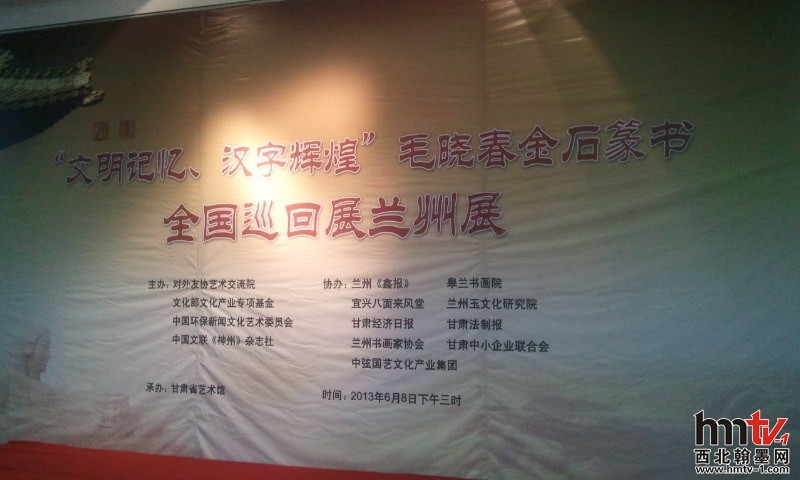 “文明记忆、汉字辉煌”毛晓春金石篆书
全国巡回展兰州展
主办：对外友协艺术交流院
文化部文化产业专项基金
中国环保新闻文化艺术委员会
中国文联《神州》杂志社
协办：兰州《鑫报》
宜兴八面来风堂
甘肃经济日报
兰州书画家协会
中弦国艺文化产业集团
皋兰书画院
兰州玉文化研究院
甘肃法制报
甘肃中小企业联合会
承办：甘肃省艺术馆
时间：2013年6月8日下午三时
hmtv-1
西北翰墨网
www.hmtv-1.com